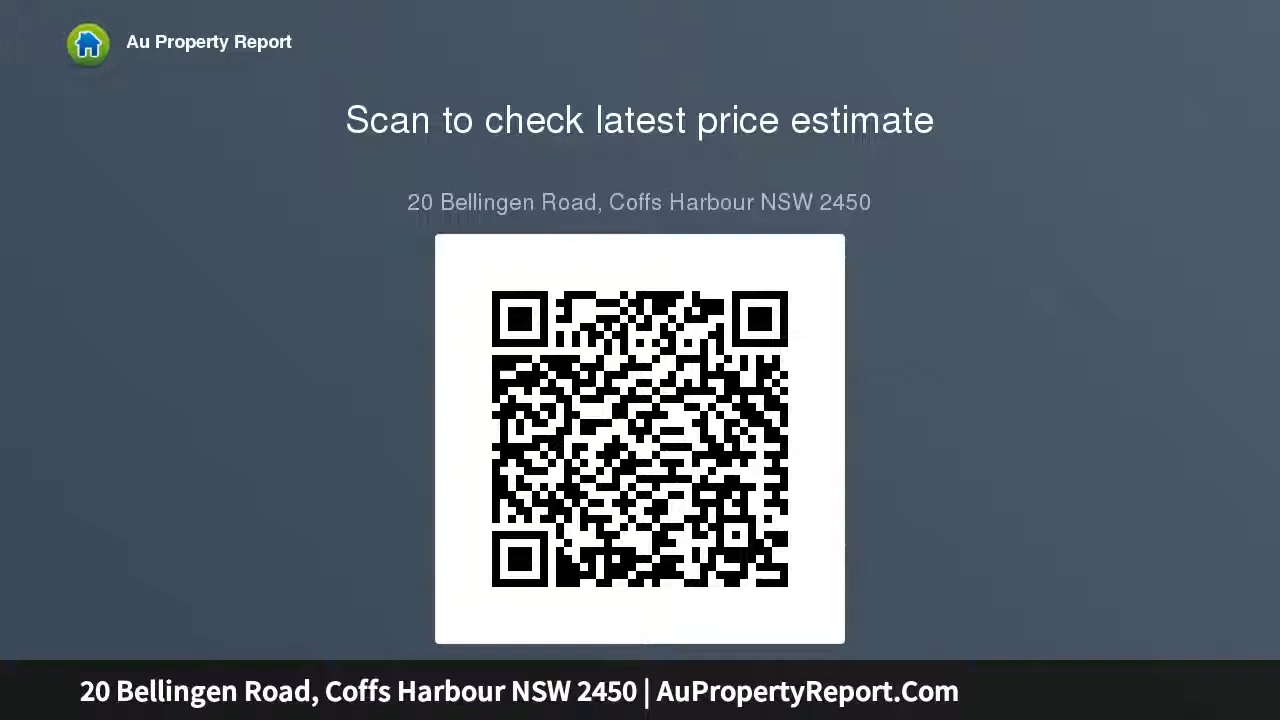 Au Property Report
Scan to check latest price estimate
20 Bellingen Road, Coffs Harbour NSW 2450
20 Bellingen Road, Coffs Harbour NSW 2450 | AuPropertyReport.Com